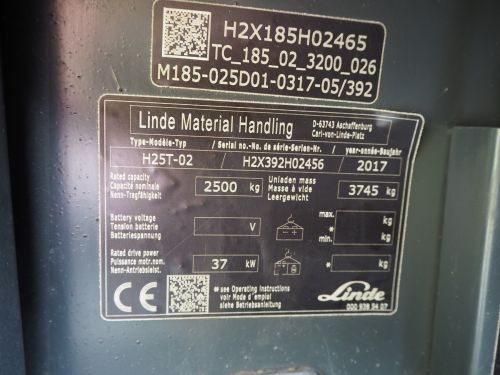 H2X185H02465
TC_185_02_3200_026
M185-025D01-0317-05/392
Linde Material Handling
D-63743 Aschaffenburg
Carl-von-Linde-Platz
Type-Modèle-Typ / Serial no.-No. de série-Serien-Nr. / year-année-Baujahr
H25T-02 H2X392H02456 2017
Rated capacity
Capacité nominale
Nenn-Tragfähigkeit
2500 kg
Unladen mass
Masse à vide
Leergewicht
3745 kg
Battery voltage
Tension batterie
Batteriespannung
V
max.
* kg
min.
* kg
Rated drive power
Puissance motr.nom.
Nenn-Antriebsleist.
37 kW
* kg
CE
* see Operating Instructions
voir Mode d'emploi
siehe Betriebsanleitung
Linde
000 938 34 07